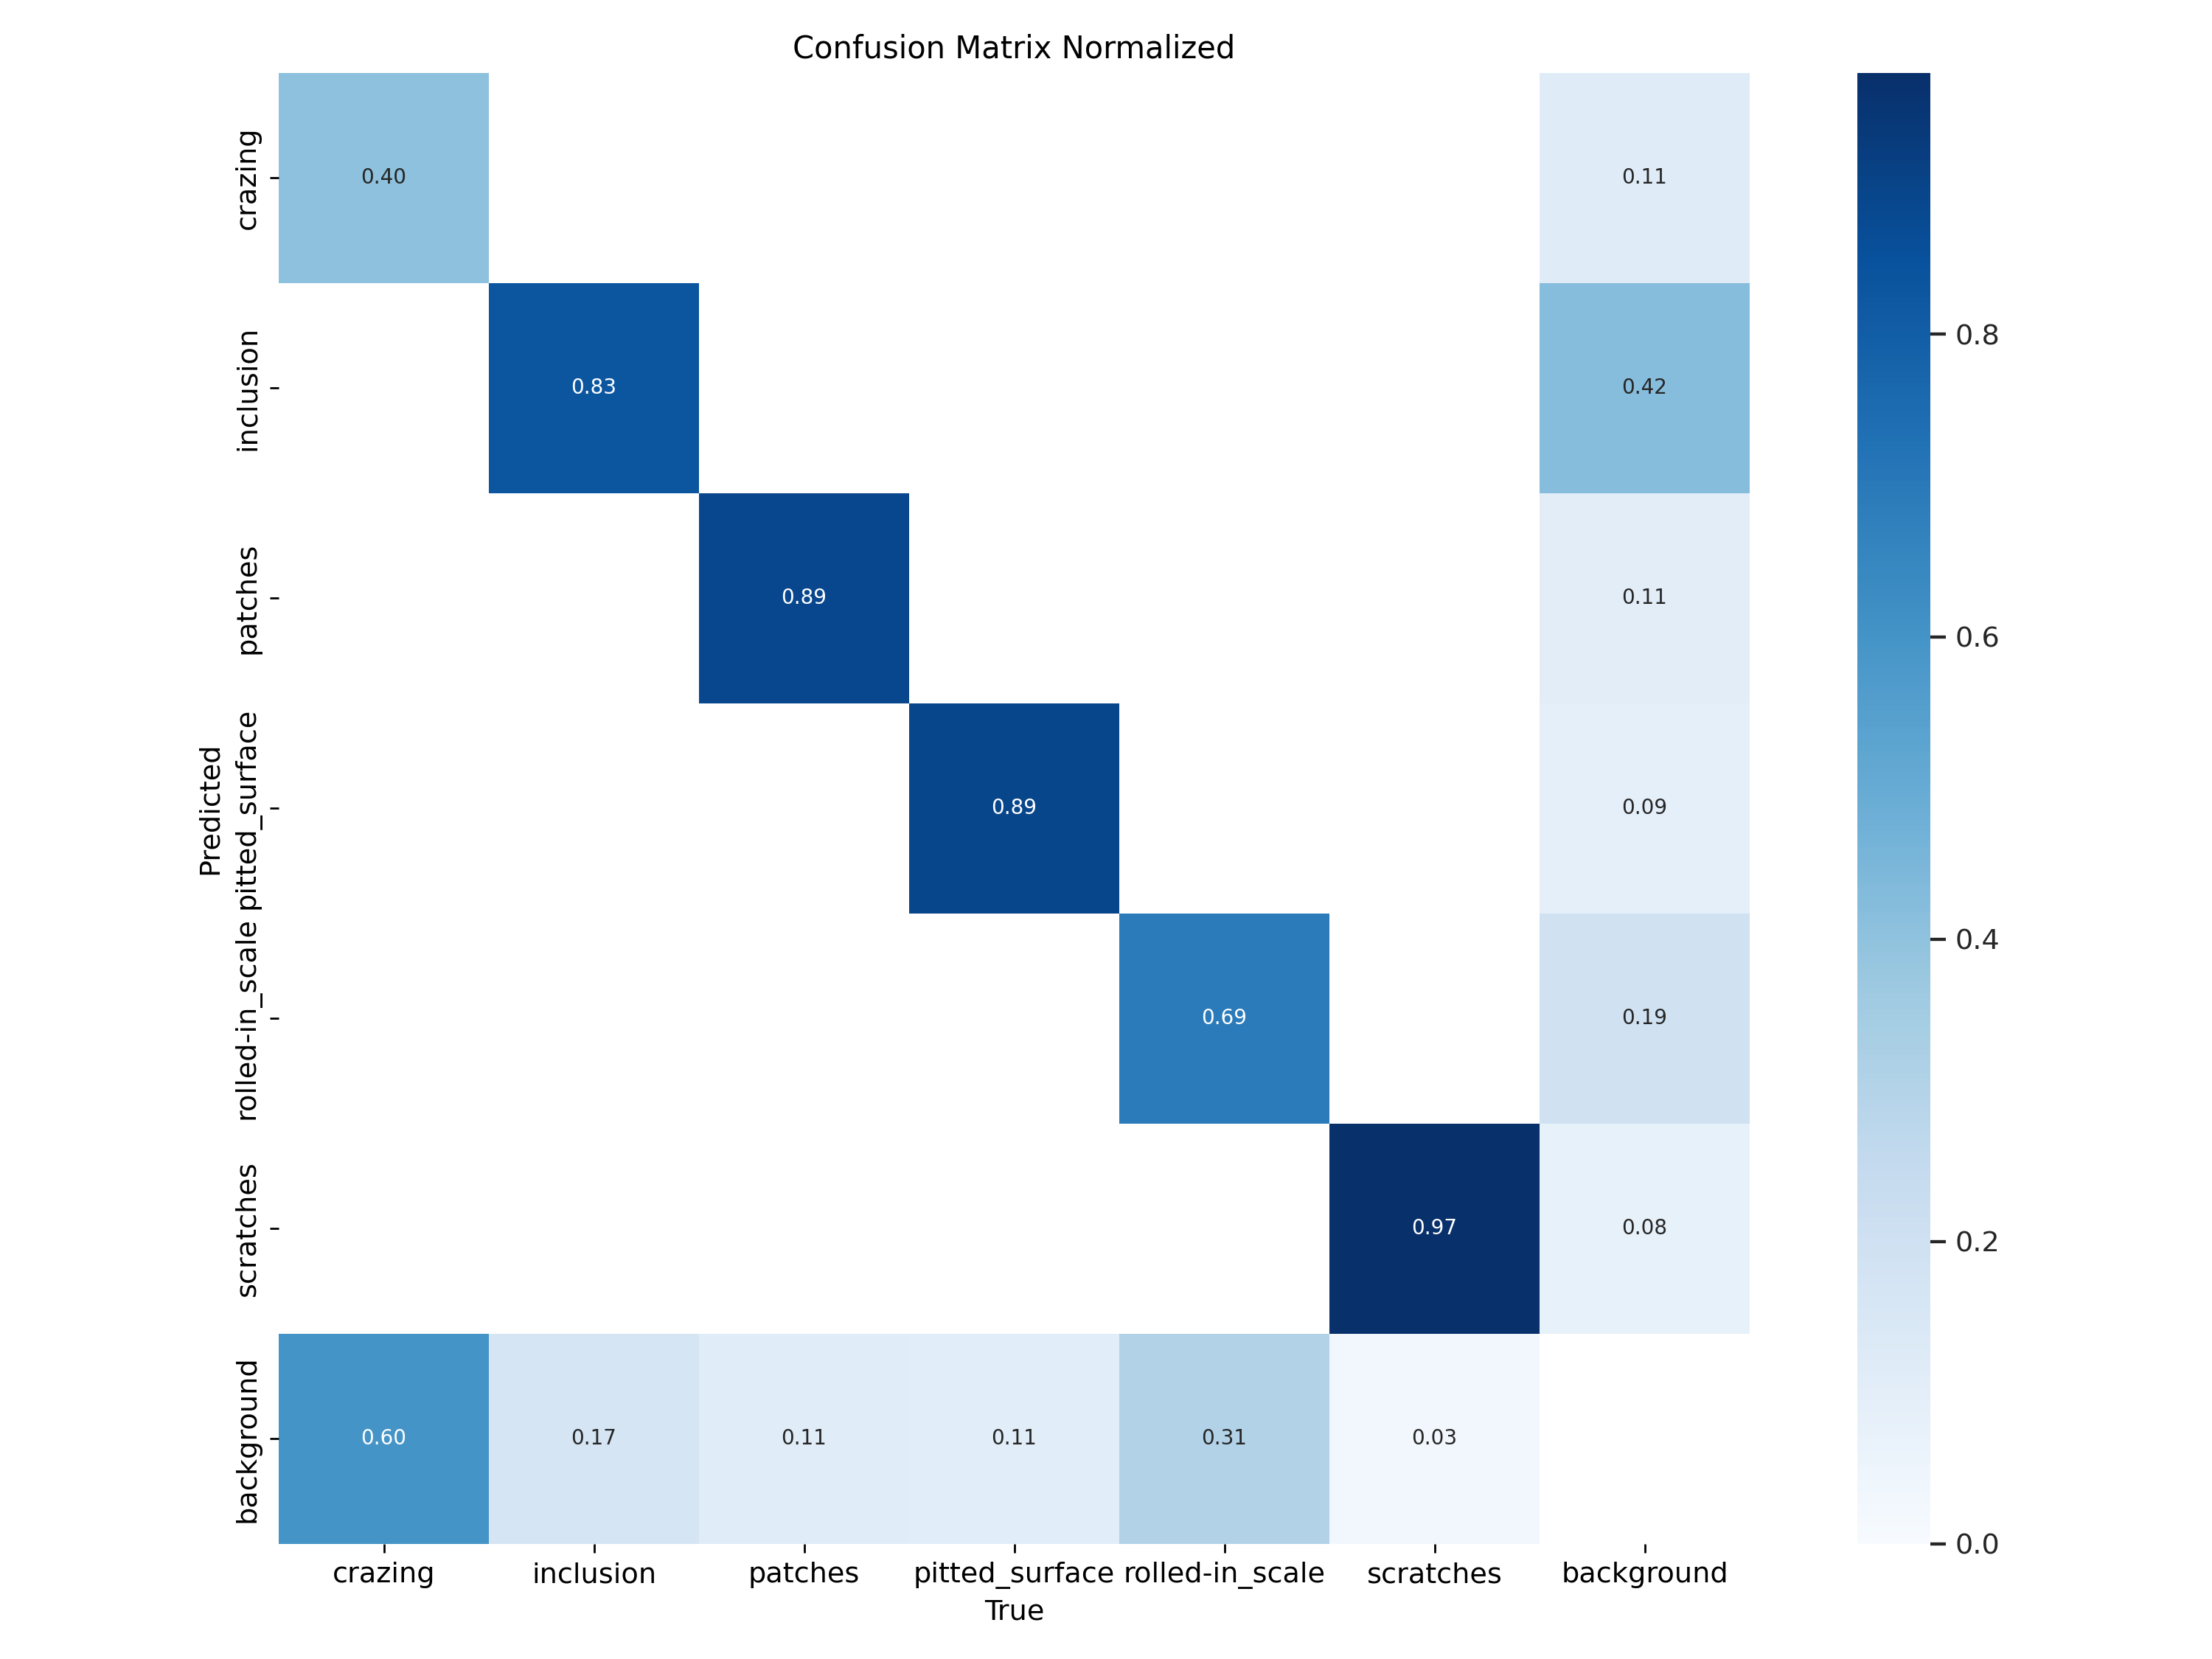 Confusion Matrix Normalized
Predicted
crazing
0.40
0.11
inclusion
0.83
0.42
patches
0.89
0.11
pitted_surface
0.89
0.09
rolled-in_scale
0.69
0.19
scratches
0.97
0.08
background
0.60
0.17
0.11
0.11
0.31
0.03
crazing
inclusion
patches
pitted_surface
rolled-in_scale
scratches
background
True
0.8
0.6
0.4
0.2
0.0